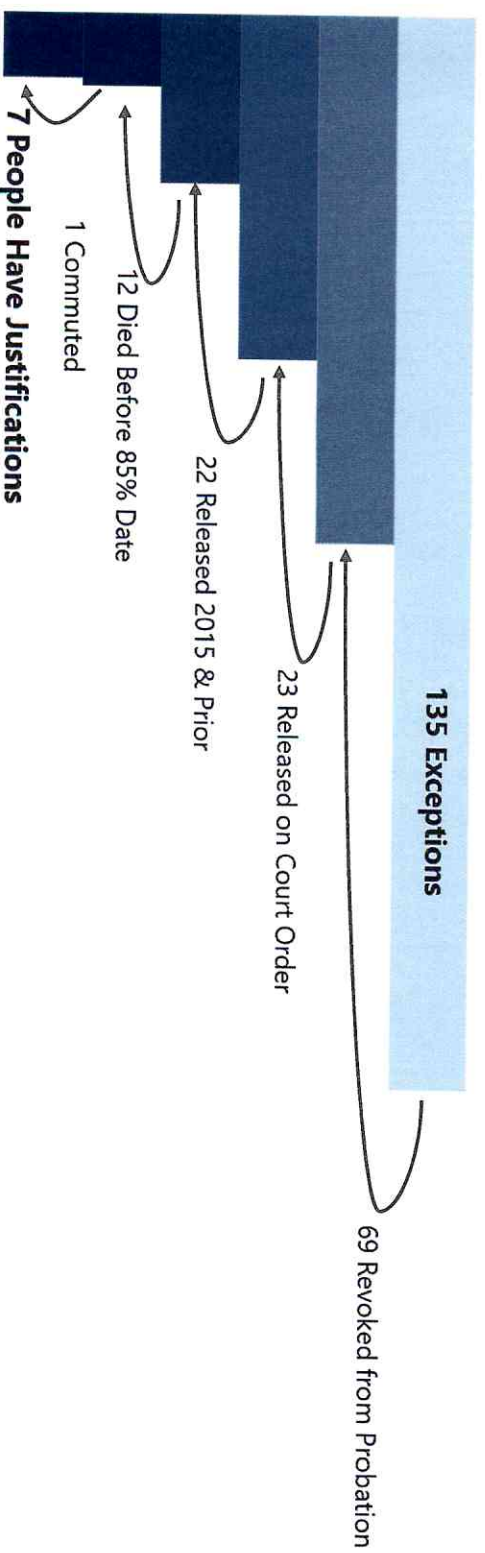 135 Exceptions
69 Revoked from Probation
23 Released on Court Order
22 Released 2015 & Prior
12 Died Before 85% Date
1 Commuted
7 People Have Justifications